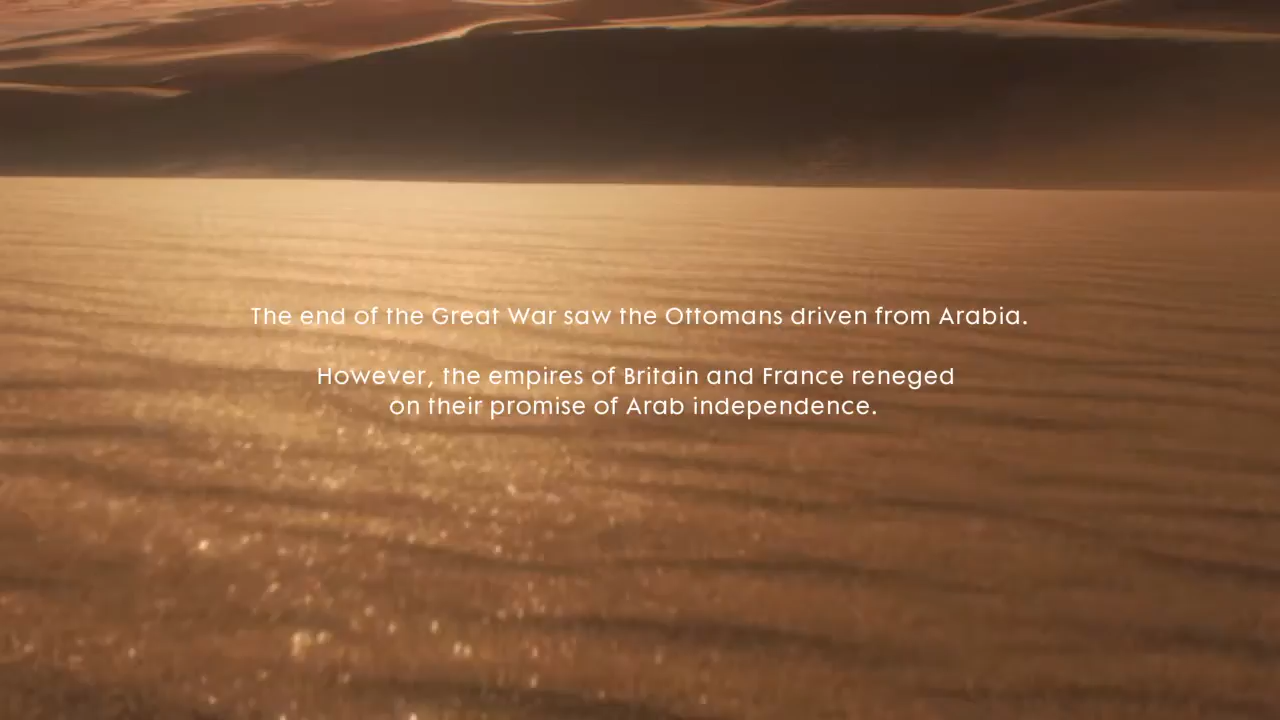 The end of the Great War saw the Ottomans driven from Arabia.
However, the empires of Britain and France reneged
on their promise of Arab independence.